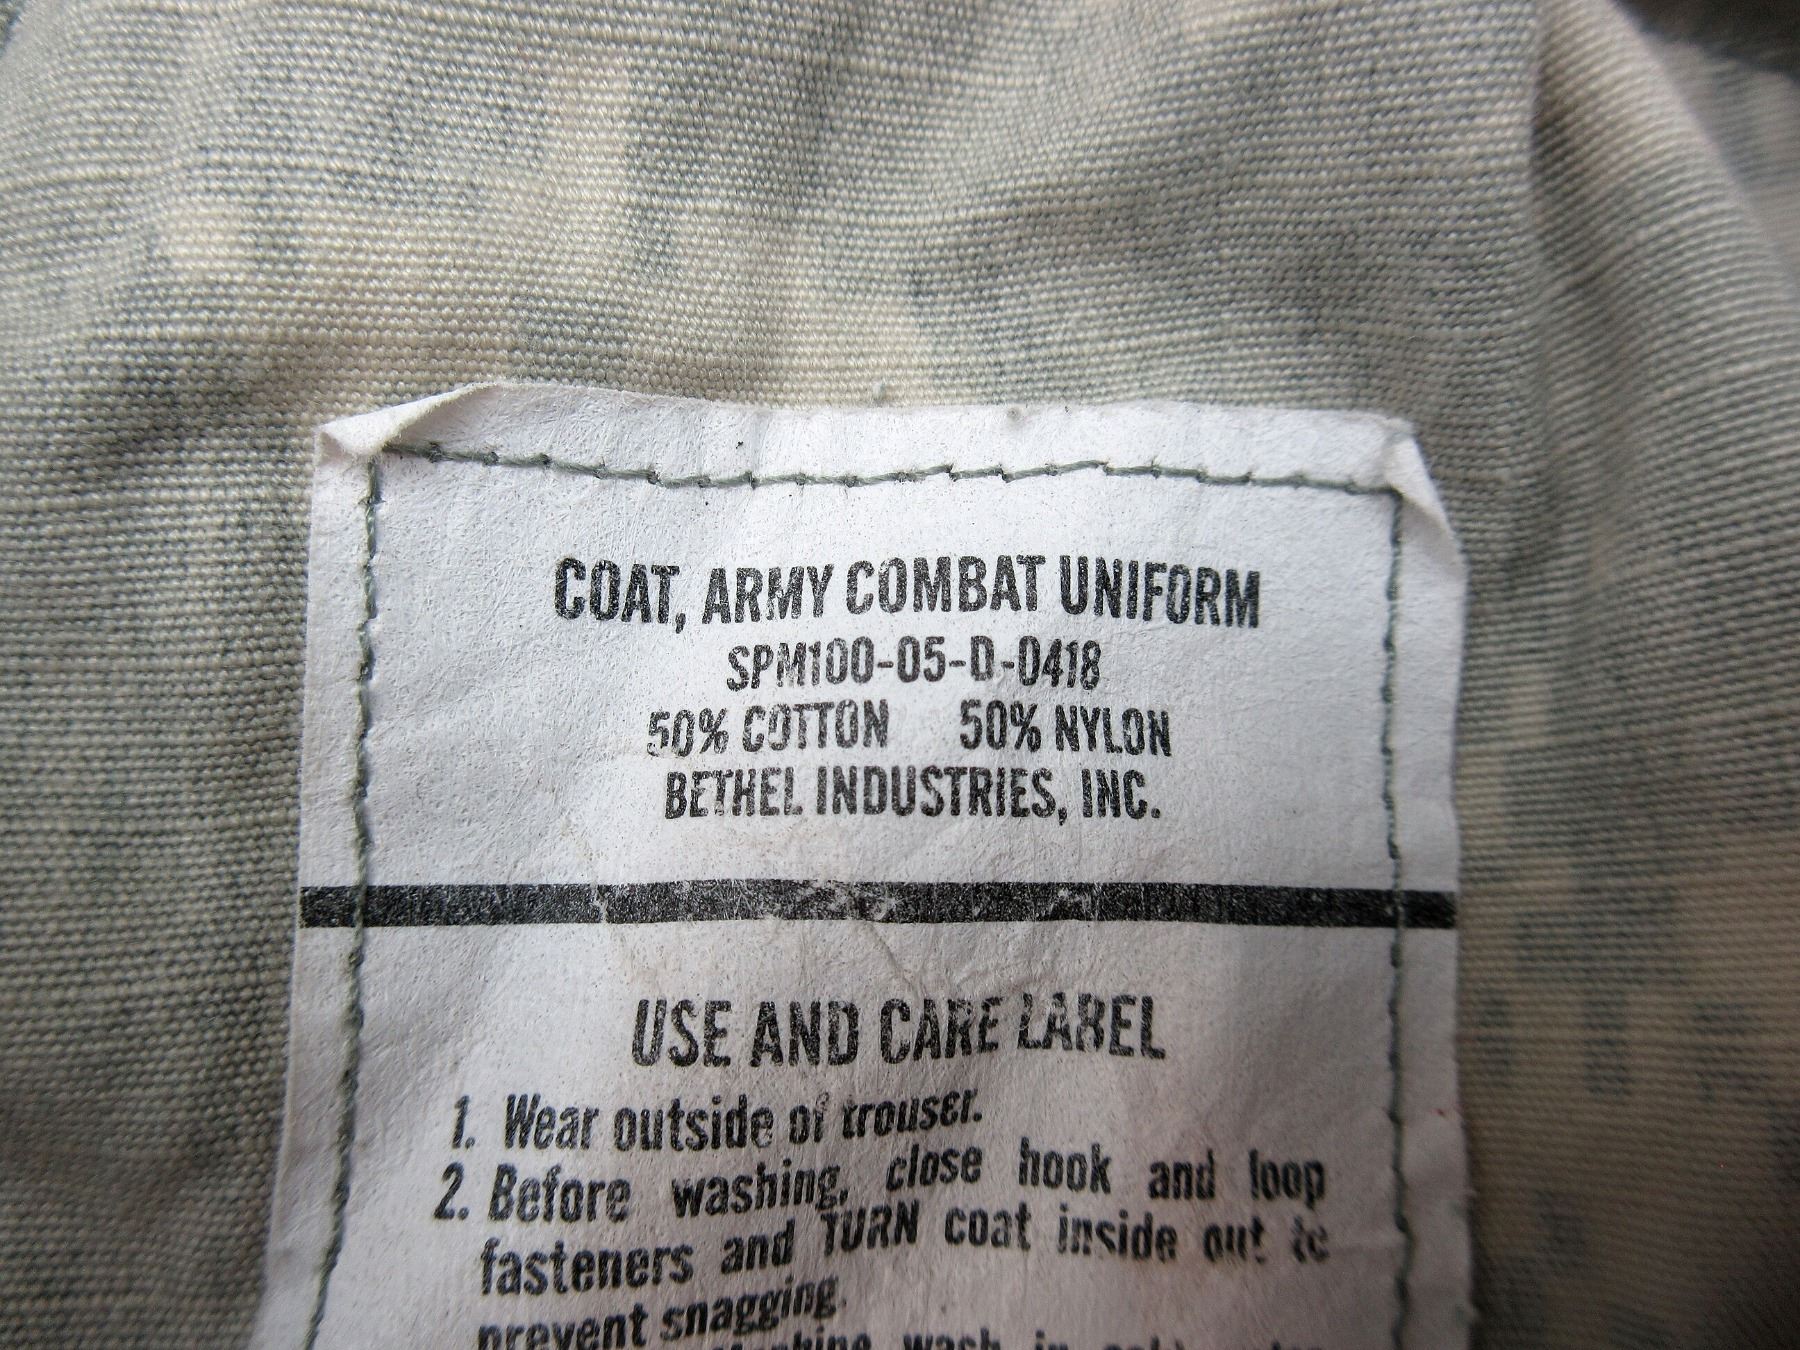 COAT, ARMY COMBAT UNIFORM
SPM100-05-D-0418
50% COTTON 50% NYLON
BETHEL INDUSTRIES, INC.
USE AND CARE LABEL
1. Wear outside of trouser.
2. Before washing, close hook and loop
fasteners and TURN coat inside out to
prevent snagging.
wash in